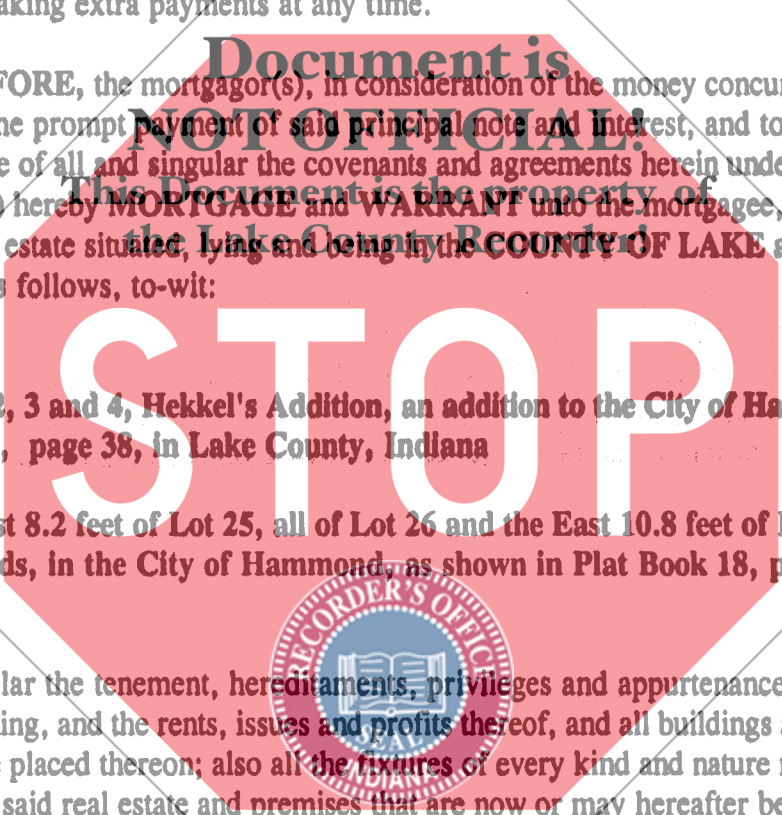 aking extra payments at any time.
Document is
FORE, the mortgagor(s), in consideration of the money concu
NOT OFFICIAL!
he prompt payment of said principal note and interest, and to
e of all and singular the covenants and agreements herein unde
This Document is the property of
) hereby MORTGAGE and WARRANT unto the mortgagee,
the Lake County Recorder!
estate situated, lying and being in the COUNTY OF LAKE a
s follows, to-wit:
STOP
, 3 and 4, Hekkel's Addition, an addition to the City of Ha
, page 38, in Lake County, Indiana
st 8.2 feet of Lot 25, all of Lot 26 and the East 10.8 feet of
ds, in the City of Hammond, as shown in Plat Book 18, p
RECORDER'S OFFICE
lar the tenement, hereditaments, privileges and appurtenance
ing, and the rents, issues and profits thereof, and all buildings
SEAL
e placed thereon; also all the fixtures of every kind and nature
INDIANA
said real estate and premises that are now or may hereafter be